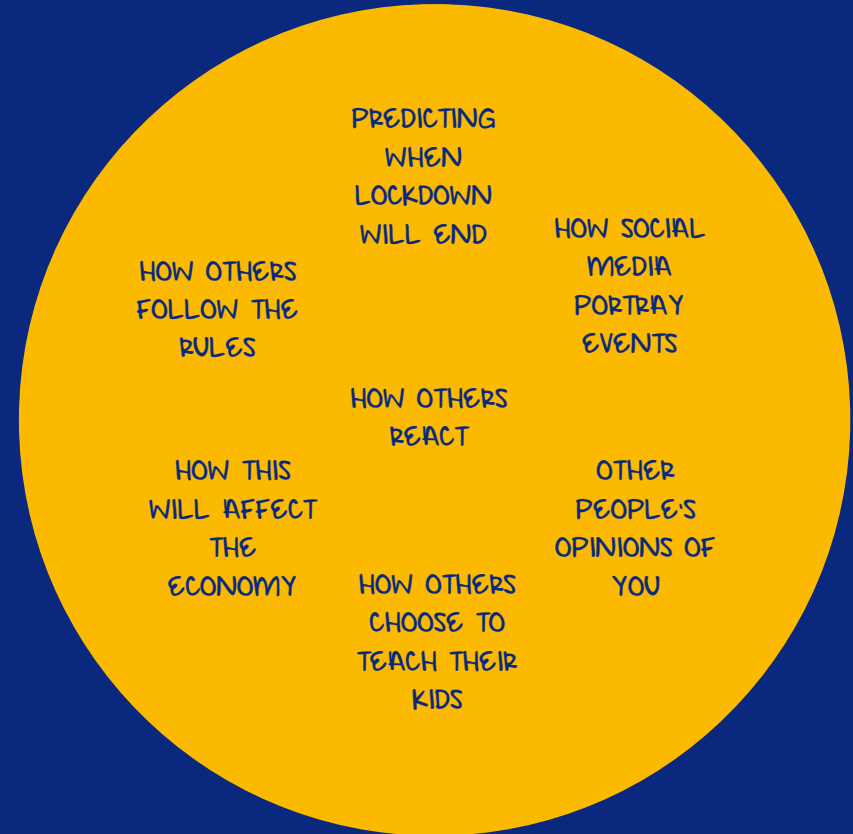 PREDICTING
WHEN
LOCKDOWN
WILL END
HOW SOCIAL
MEDIA
PORTRAY
EVENTS
HOW OTHERS
FOLLOW THE
RULES
HOW OTHERS
REACT
HOW THIS
WILL AFFECT
THE
ECONOMY
OTHER
PEOPLE'S
OPINIONS OF
YOU
HOW OTHERS
CHOOSE TO
TEACH THEIR
KIDS